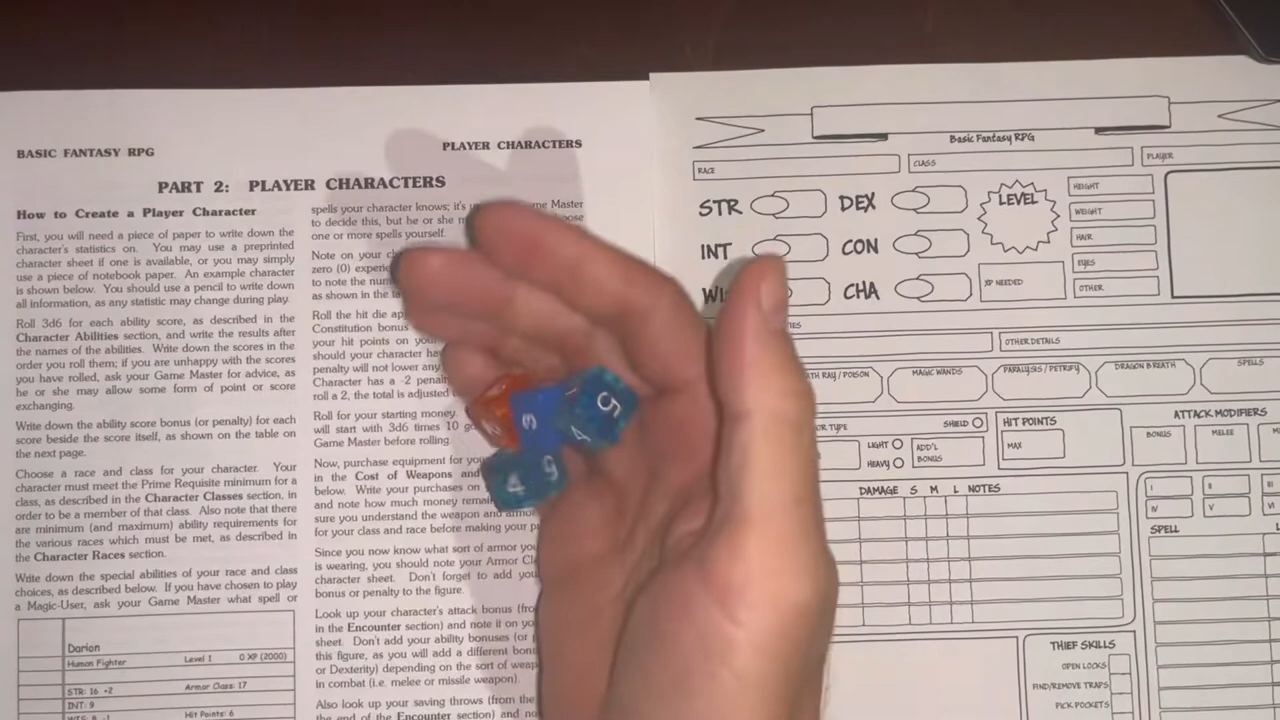 BASIC FANTASY RPG
PLAYER CHARACTERS
PART 2: PLAYER CHARACTERS
How to Create a Player Character
First, you will need a piece of paper to write down the
character's statistics on. You may use a preprinted
character sheet if one is available, or you may simply
use a piece of notebook paper. An example character
is shown below. You should use a pencil to write down
all information, as any statistic may change during play.
Roll 3d6 for each ability score, as described in the
Character Abilities section, and write the results after
the names of the abilities. Write down the scores in the
order you roll them; if you are unhappy with the scores
you have rolled, ask your Game Master for advice, as
he or she may allow some form of point or score
exchanging.
Write down the ability score bonus (or penalty) for each
score beside the score itself, as shown on the table on
the next page.
Choose a race and class for your character. Your
character must meet the Prime Requisite minimum for a
class, as described in the Character Classes section, in
order to be a member of that class. Also note that there
are minimum (and maximum) ability requirements for
the various races which must be met, as described in
the Character Races section.
Write down the special abilities of your race and class
choices, as described below. If you have chosen to play
a Magic-User, ask your Game Master what spell or
Darion
Human Fighter Level 1 0 XP (2000)
STR: 16 +2 Armor Class: 17
INT: 9
WIS: 8 -1 Hit Points: 6
spells your character knows; it's Game Master
to decide this, but he or she
one or more spells yourself.
Note on your
zero (0)
to note the
as shown in the
Roll the hit die
Constitution bonus
your hit points on
should your character
penalty will not lower any
Character has a -2
roll a 2, the total is adjusted
Roll for your starting money.
will start with 3d6 times 10
Game Master before rolling.
Now, purchase equipment for
in the Cost of Weapons and
below. Write your purchases on
and note how much money
sure you understand the weapon and armor
for your class and race before making your
Since you now know what sort of armor
is wearing, you should note your Armor
character sheet. Don't forget to add
bonus or penalty to the figure.
Look up your character's attack bonus
in the Encounter section) and note it on
sheet. Don't add your ability bonuses (or
this figure, as you will add a different
or Dexterity) depending on the sort of
in combat (i.e. melee or missile weapon).
Also look up your saving throws (from the
the end of the Encounter section) and
5
4
3
4 9
Basic Fantasy RPG
RACE CLASS PLAYER
STR DEX LEVEL HEIGHT
WEIGHT
INT CON HAIR
EYES
CHA XP NEEDED OTHER
OTHER DETAILS
RAY / POISON MAGIC WANDS PARALYSIS / PETRIFY DRAGON BREATH SPELLS
TYPE SHIELD HIT POINTS ATTACK MODIFIERS
LIGHT ADD'L BONUS MAX BONUS MELEE
HEAVY
DAMAGE S M L NOTES
I II III
IV V VI
SPELL
THIEF SKILLS
OPEN LOCKS
FIND/REMOVE TRAPS
PICK POCKETS